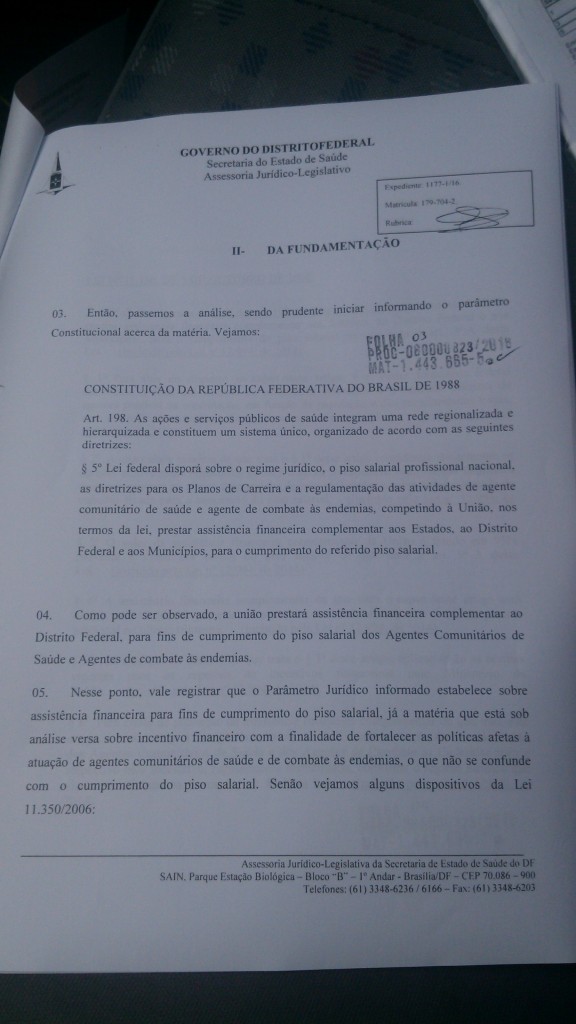 GOVERNO DO DISTRITOFEDERAL
Secretaria do Estado de Saúde
Assessoria Jurídico-Legislativo
Expediente: 1177-1/16.
Matrícula: 179-704-2.
Rubrica:
II- DA FUNDAMENTAÇÃO
03. Então, passemos a análise, sendo prudente iniciar informando o parâmetro
Constitucional acerca da matéria. Vejamos:
FOLHA 03
PROC-060000823/2016
MAT-1.443.665-5
CONSTITUIÇÃO DA REPÚBLICA FEDERATIVA DO BRASIL DE 1988
Art. 198. As ações e serviços públicos de saúde integram uma rede regionalizada e
hierarquizada e constituem um sistema único, organizado de acordo com as seguintes
diretrizes:
§ 5º Lei federal disporá sobre o regime jurídico, o piso salarial profissional nacional,
as diretrizes para os Planos de Carreira e a regulamentação das atividades de agente
comunitário de saúde e agente de combate às endemias, competindo à União, nos
termos da lei, prestar assistência financeira complementar aos Estados, ao Distrito
Federal e aos Municípios, para o cumprimento do referido piso salarial.
04. Como pode ser observado, a união prestará assistência financeira complementar ao
Distrito Federal, para fins de cumprimento do piso salarial dos Agentes Comunitários de
Saúde e Agentes de combate às endemias.
05. Nesse ponto, vale registrar que o Parâmetro Jurídico informado estabelece sobre
assistência financeira para fins de cumprimento do piso salarial, já a matéria que está sob
análise versa sobre incentivo financeiro com a finalidade de fortalecer as políticas afetas à
atuação de agentes comunitários de saúde e de combate às endemias, o que não se confunde
com o cumprimento do piso salarial. Senão vejamos alguns dispositivos da Lei
11.350/2006:
Assessoria Jurídico-Legislativa da Secretaria de Estado de Saúde do DF
SAIN, Parque Estação Biológica – Bloco "B" – 1º Andar - Brasília/DF – CEP 70.086 – 900
Telefones: (61) 3348-6236 / 6166 – Fax: (61) 3348-6203